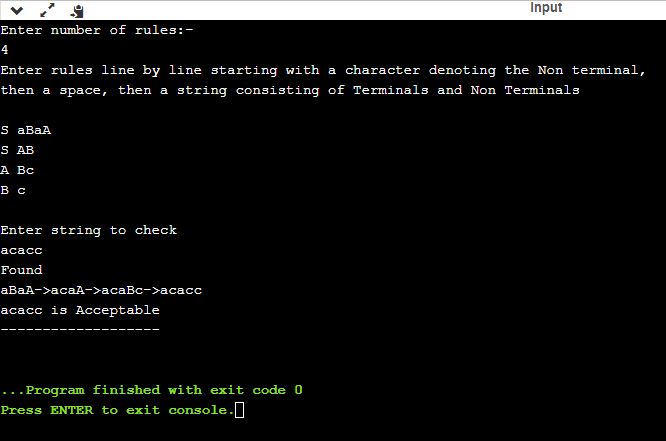 Input
Enter number of rules:-
4
Enter rules line by line starting with a character denoting the Non terminal,
then a space, then a string consisting of Terminals and Non Terminals
S aBaA
S AB
A Bc
B c
Enter string to check
acacc
Found
aBaA->acaA->acaBc->acacc
acacc is Acceptable
-------------------
...Program finished with exit code 0
Press ENTER to exit console.